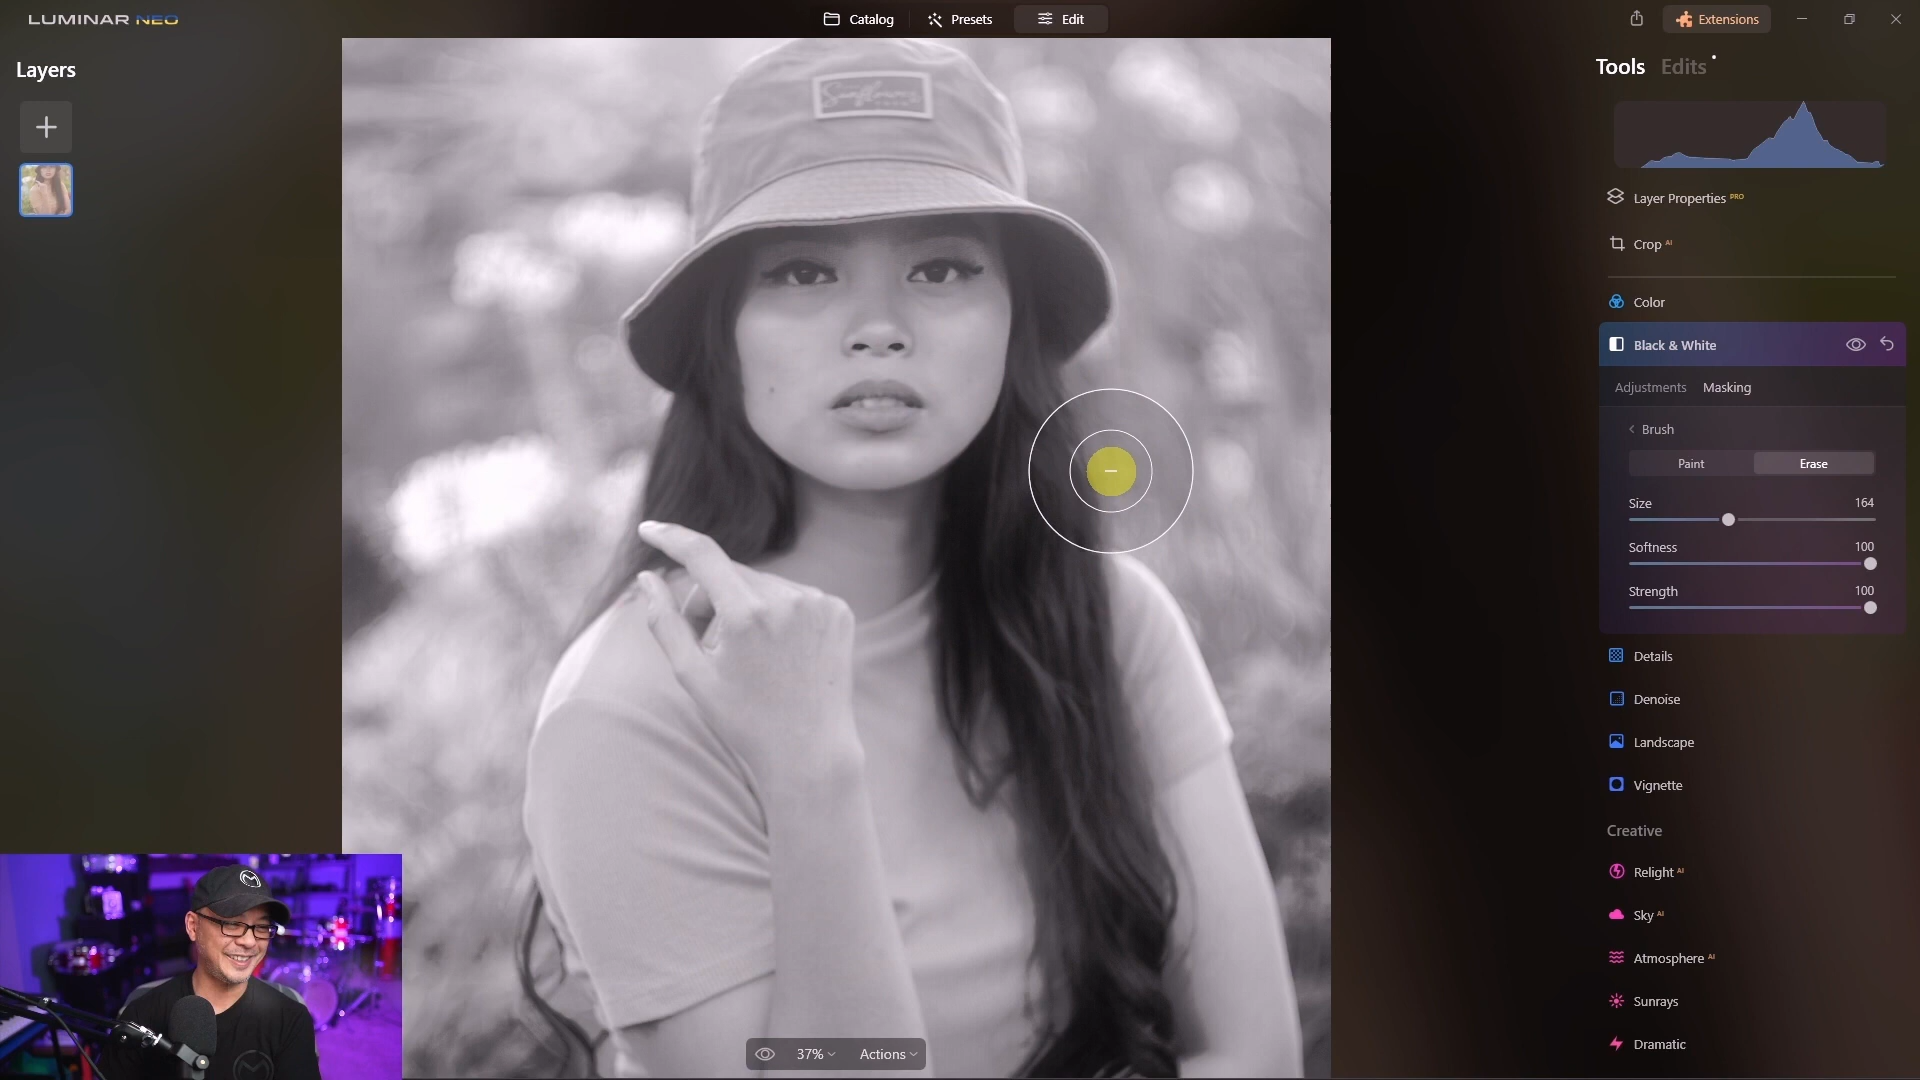 LUMINAR NEO
Catalog
Presets
Edit
Extensions
Layers
Tools
Edits
Sunflower
Layer Properties PRO
Crop AI
Color
Black & White
Adjustments
Masking
Brush
Paint
Erase
Size 164
Softness 100
Strength 100
Details
Denoise
Landscape
Vignette
Creative
Relight AI
Sky AI
Atmosphere AI
Sunrays
Dramatic
37%
Actions